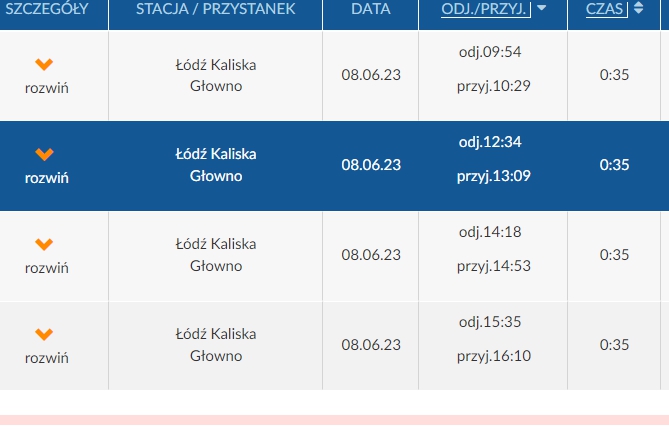 SZCZEGÓŁY STACJA / PRZYSTANEK DATA ODJ./PRZYJ. CZAS
odj.09:54
Łódź Kaliska
08.06.23 0:35
rozwiń Głowno przyj.10:29
odj.12:34
Łódź Kaliska
08.06.23 0:35
rozwiń Głowno przyj.13:09
odj.14:18
Łódź Kaliska
08.06.23 0:35
rozwiń Głowno przyj.14:53
odj.15:35
Łódź Kaliska
08.06.23 0:35
rozwiń Głowno przyj.16:10